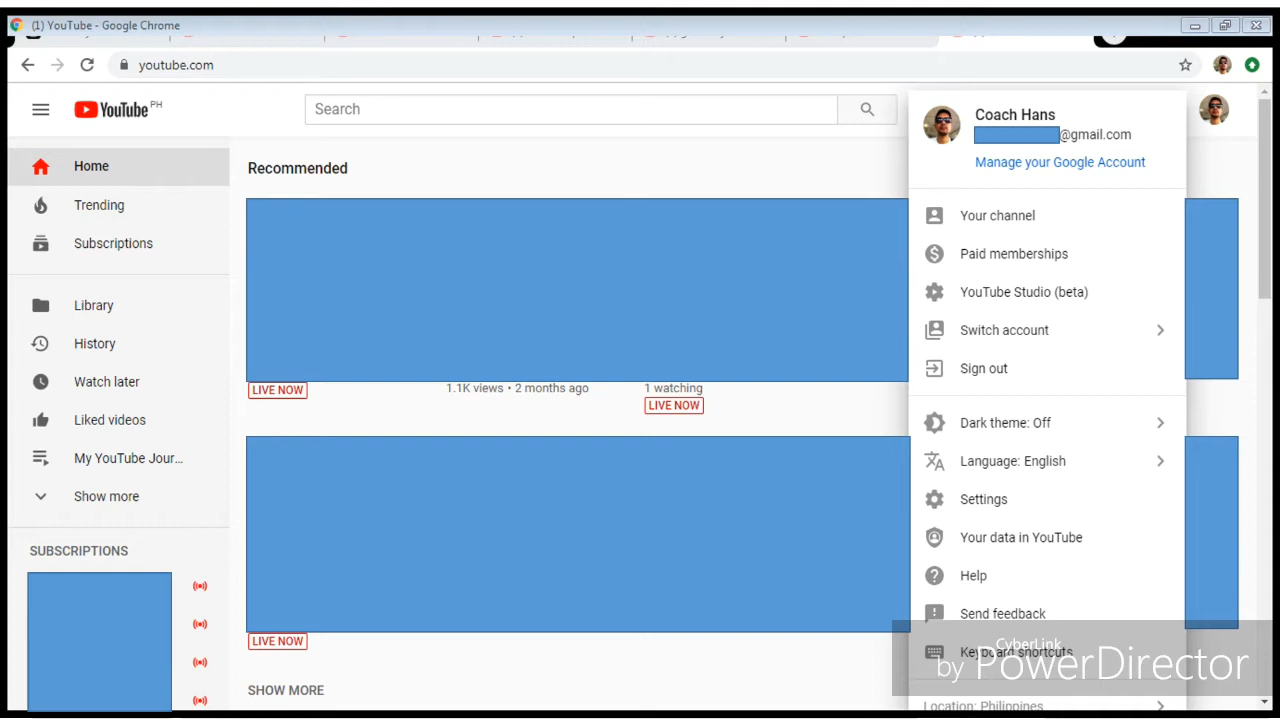 (1) YouTube - Google Chrome
youtube.com
YouTube PH
Search
Coach Hans
@gmail.com
Manage your Google Account
Home
Trending
Subscriptions
Library
History
Watch later
Liked videos
My YouTube Jour...
Show more
SUBSCRIPTIONS
Recommended
LIVE NOW
1.1K views • 2 months ago
1 watching
LIVE NOW
LIVE NOW
SHOW MORE
Your channel
Paid memberships
YouTube Studio (beta)
Switch account
Sign out
Dark theme: Off
Language: English
Settings
Your data in YouTube
Help
Send feedback
Keyboard shortcuts
Location: Philippines
CyberLink
by PowerDirector